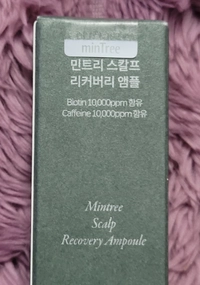 minTree
민트리 스칼프
리커버리 앰플
Biotin 10,000ppm 함유
Caffeine 10,000ppm 함유
Mintree
Scalp
Recovery Ampoule